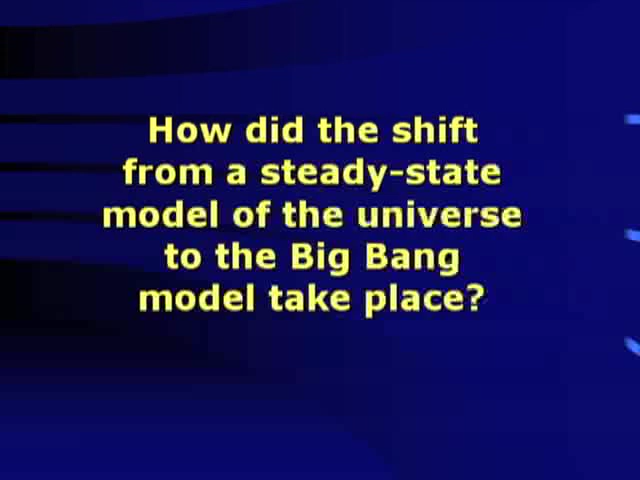 How did the shift
from a steady-state
model of the universe
to the Big Bang
model take place?